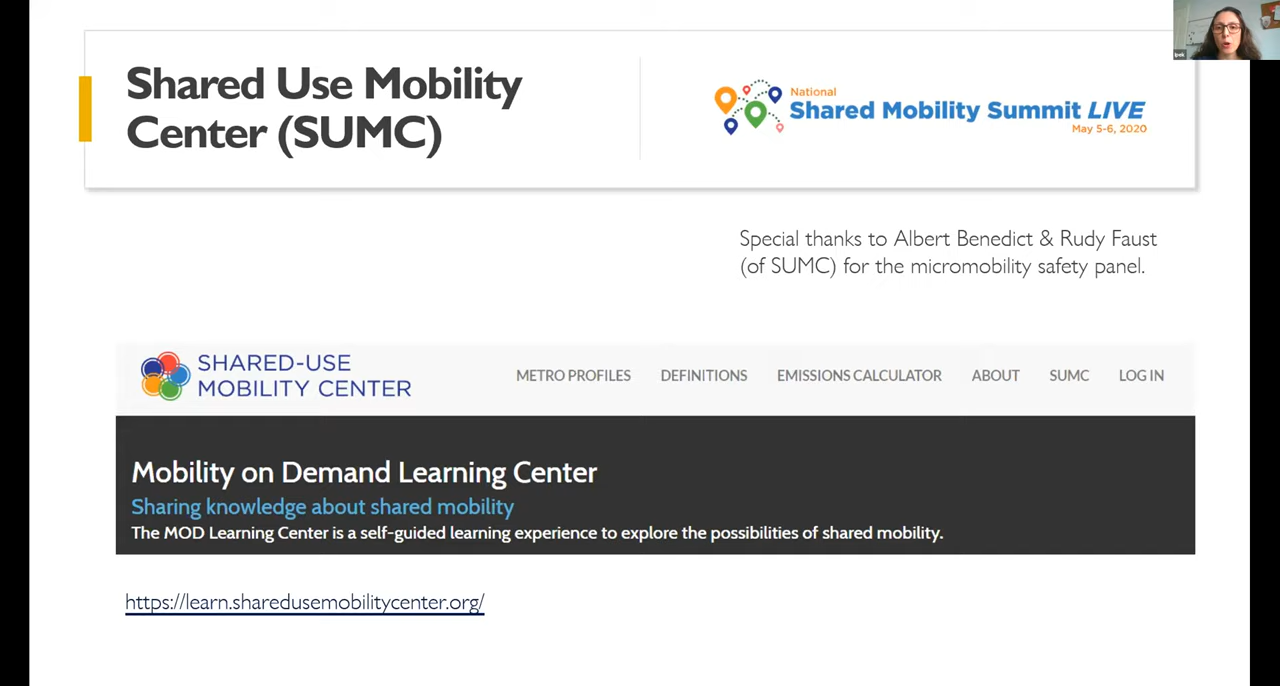 Shared Use Mobility
Center (SUMC)
National
Shared Mobility Summit LIVE
May 5-6, 2020
Special thanks to Albert Benedict & Rudy Faust
(of SUMC) for the micromobility safety panel.
SHARED-USE
MOBILITY CENTER
METRO PROFILES DEFINITIONS EMISSIONS CALCULATOR ABOUT SUMC LOG IN
Mobility on Demand Learning Center
Sharing knowledge about shared mobility
The MOD Learning Center is a self-guided learning experience to explore the possibilities of shared mobility.
https://learn.sharedusemobilitycenter.org/